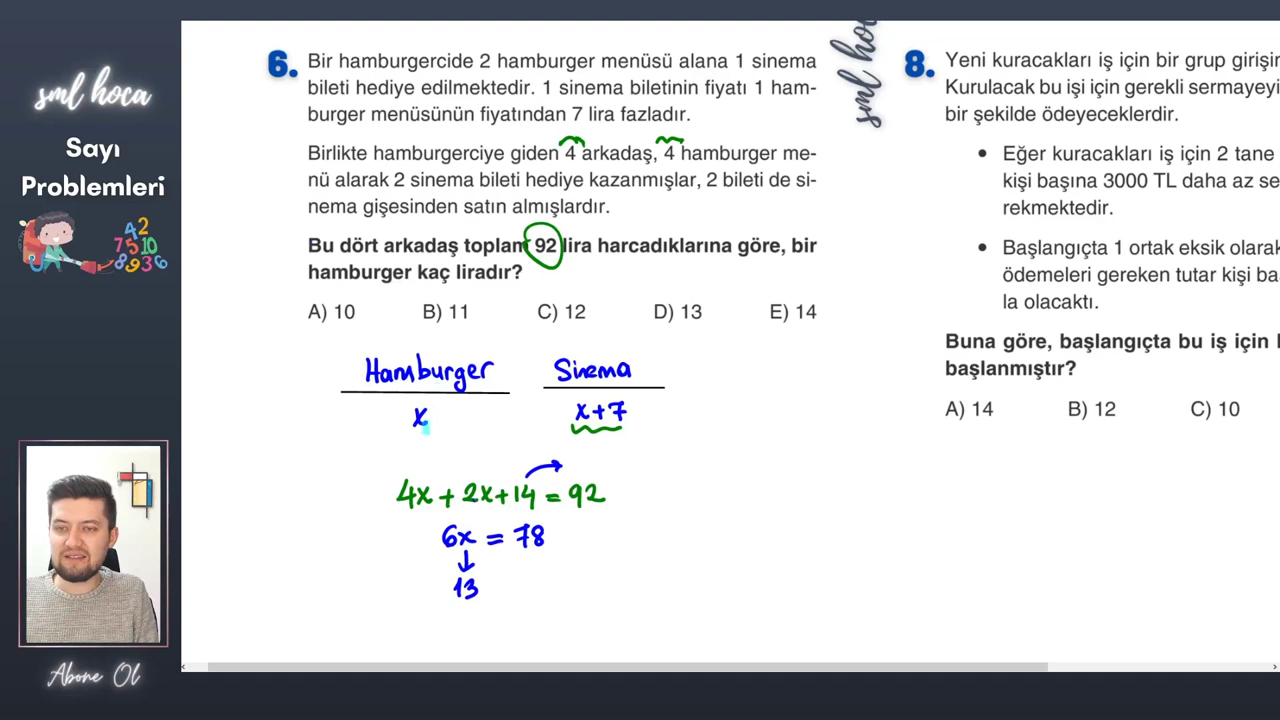 sml hoca
Sayı
Problemleri
Abone Ol
6.
Bir hamburgercide 2 hamburger menüsü alana 1 sinema
bileti hediye edilmektedir. 1 sinema biletinin fiyatı 1 ham-
burger menüsünün fiyatından 7 lira fazladır.
Birlikte hamburgerciye giden 4 arkadaş, 4 hamburger me-
nü alarak 2 sinema bileti hediye kazanmışlar, 2 bileti de si-
nema gişesinden satın almışlardır.
Bu dört arkadaş toplam 92 lira harcadıklarına göre, bir
hamburger kaç liradır?
A) 10 B) 11 C) 12 D) 13 E) 14
Hamburger Sinema
x x+7
4x + 2x + 14 = 92
6x = 78
↓
13
sml hoca
8.
Yeni kuracakları iş için bir grup girişin
Kurulacak bu işi için gerekli sermayeyi
bir şekilde ödeyeceklerdir.
• Eğer kuracakları iş için 2 tane
kişi başına 3000 TL daha az se
rekmektedir.
• Başlangıçta 1 ortak eksik olarak
ödemeleri gereken tutar kişi ba
la olacaktı.
Buna göre, başlangıçta bu iş için
başlanmıştır?
A) 14 B) 12 C) 10